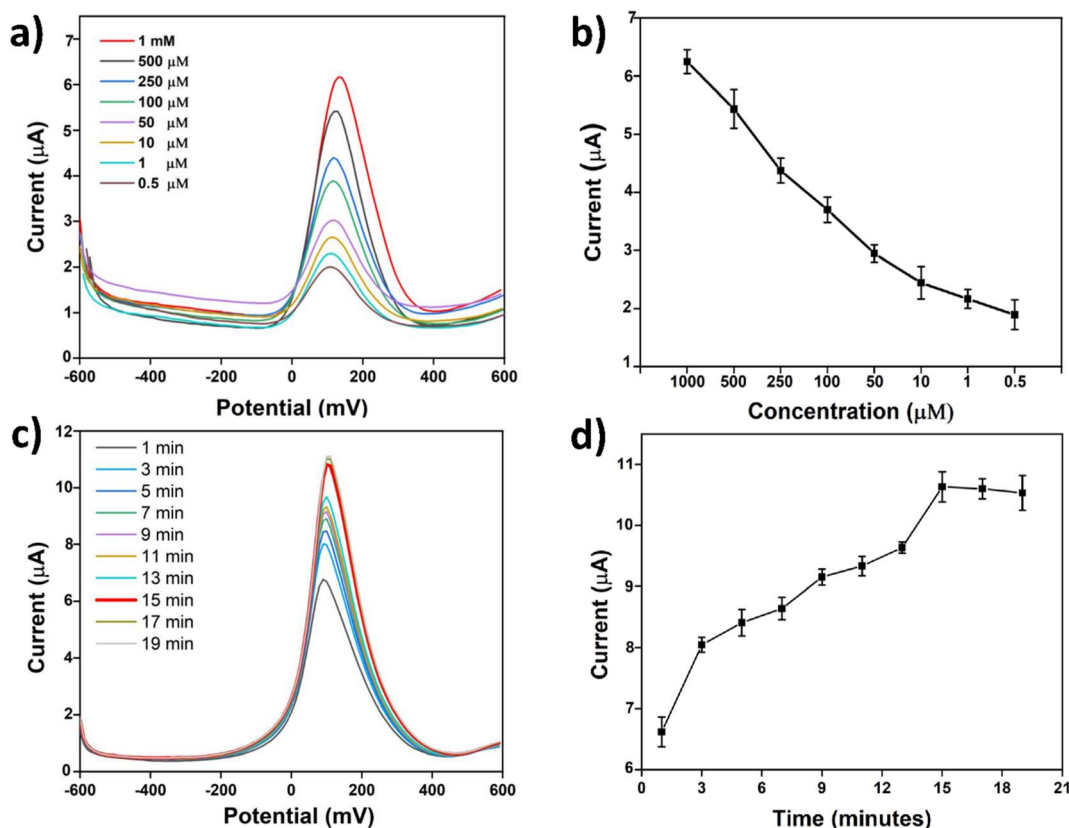 a)
7
6
5
4
3
2
1
0
Current (μA)
1 mM
500 μM
250 μM
100 μM
50 μM
10 μM
1 μM
0.5 μM
-600 -400 -200 0 200 400 600
Potential (mV)
b)
7
6
5
4
3
2
1
Current (μA)
1000 500 250 100 50 10 1 0.5
Concentration (μM)
c)
12
10
8
6
4
2
0
Current (μA)
1 min
3 min
5 min
7 min
9 min
11 min
13 min
15 min
17 min
19 min
-600 -400 -200 0 200 400 600
Potential (mV)
d)
11
10
9
8
7
6
Current (μA)
0 3 6 9 12 15 18 21
Time (minutes)